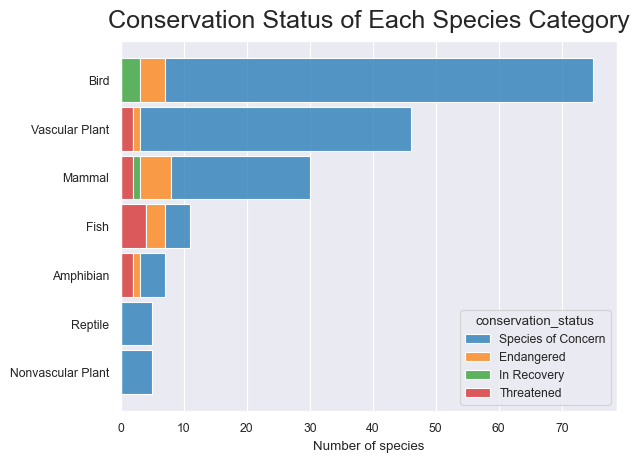 Conservation Status of Each Species Category
Bird
Vascular Plant
Mammal
Fish
Amphibian
Reptile
Nonvascular Plant
conservation_status
Species of Concern
Endangered
In Recovery
Threatened
0 10 20 30 40 50 60 70
Number of species